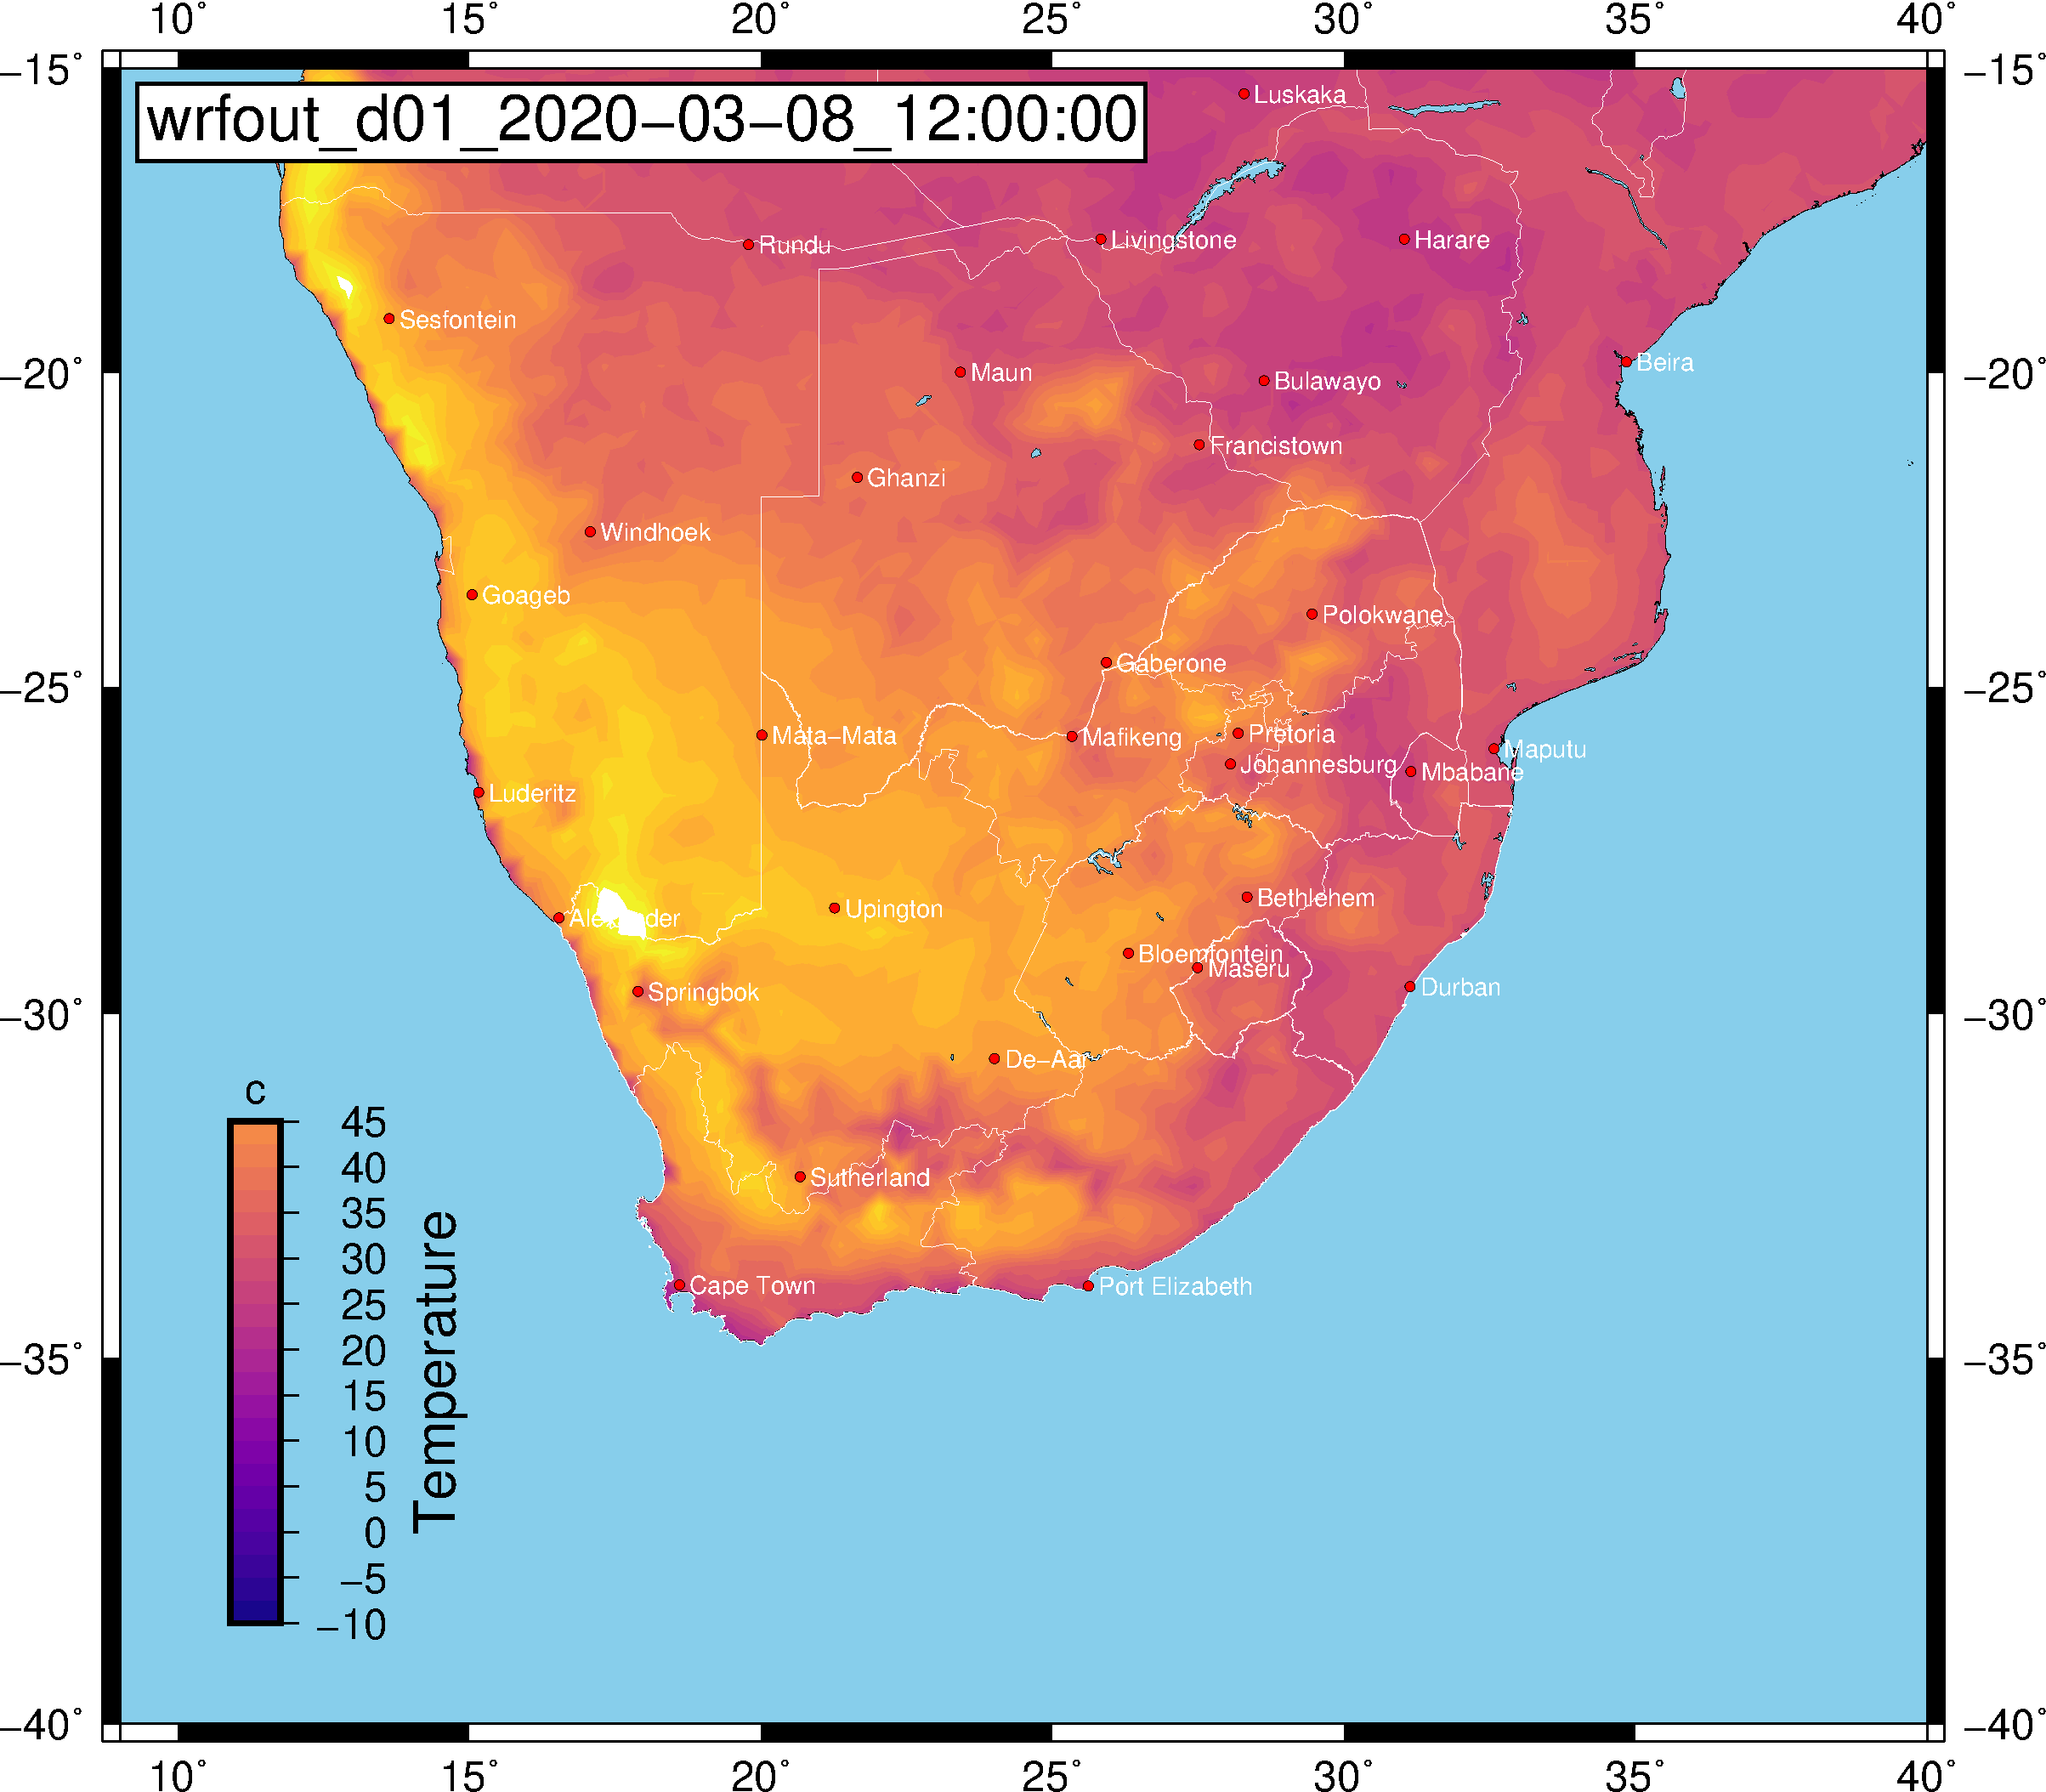 10° 15° 20° 25° 30° 35° 40°
−15° −15°
wrfout_d01_2020−03−08_12:00:00
Luskaka
Rundu
Livingstone
Harare
Sesfontein
−20° −20°
Maun
Bulawayo
Beira
Francistown
Ghanzi
Windhoek
Goageb
Polokwane
Gaberone
−25° −25°
Mata−Mata
Mafikeng
Pretoria
Maputu
Johannesburg
Mbabane
Luderitz
Bethlehem
Upington
Alexander
Bloemfontein
Maseru
Durban
Springbok
−30° −30°
De−Aar
Sutherland
Cape Town
Port Elizabeth
−35° −35°
c
45
40
35
30
25
20
15
10
5
0
−5
−10
Temperature
−40° −40°
10° 15° 20° 25° 30° 35° 40°